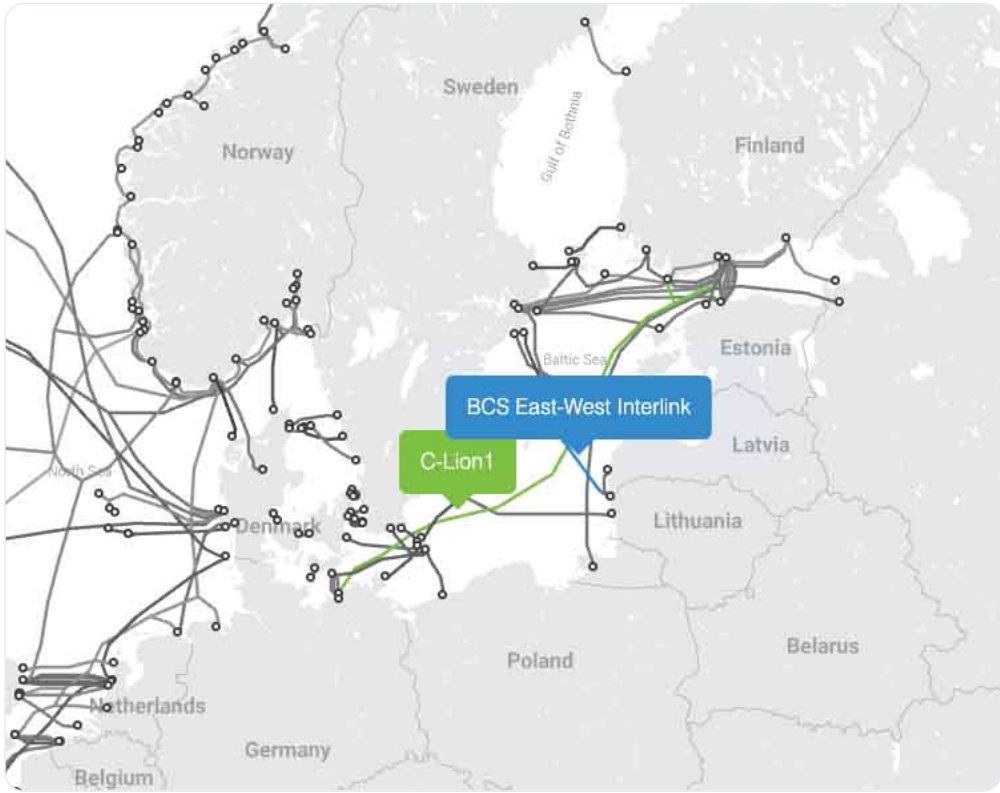 Sweden
Gulf of Bothnia
Finland
Norway
Estonia
Baltic Sea
BCS East-West Interlink
Latvia
C-Lion1
North Sea
Lithuania
Denmark
Belarus
Poland
Netherlands
Germany
Belgium